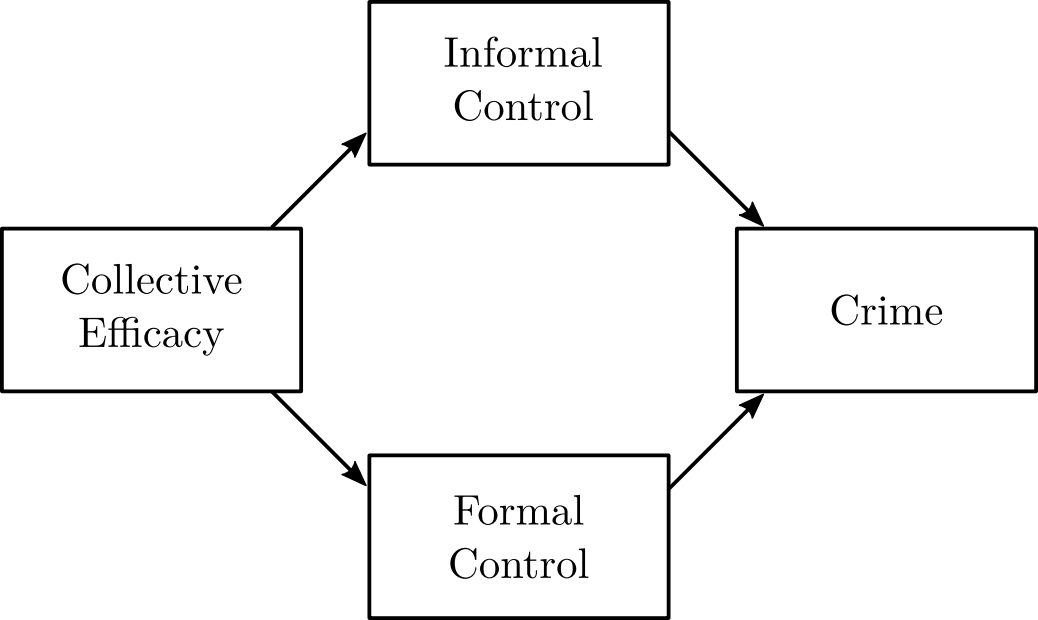 Informal
Control
Collective
Efficacy
Crime
Formal
Control